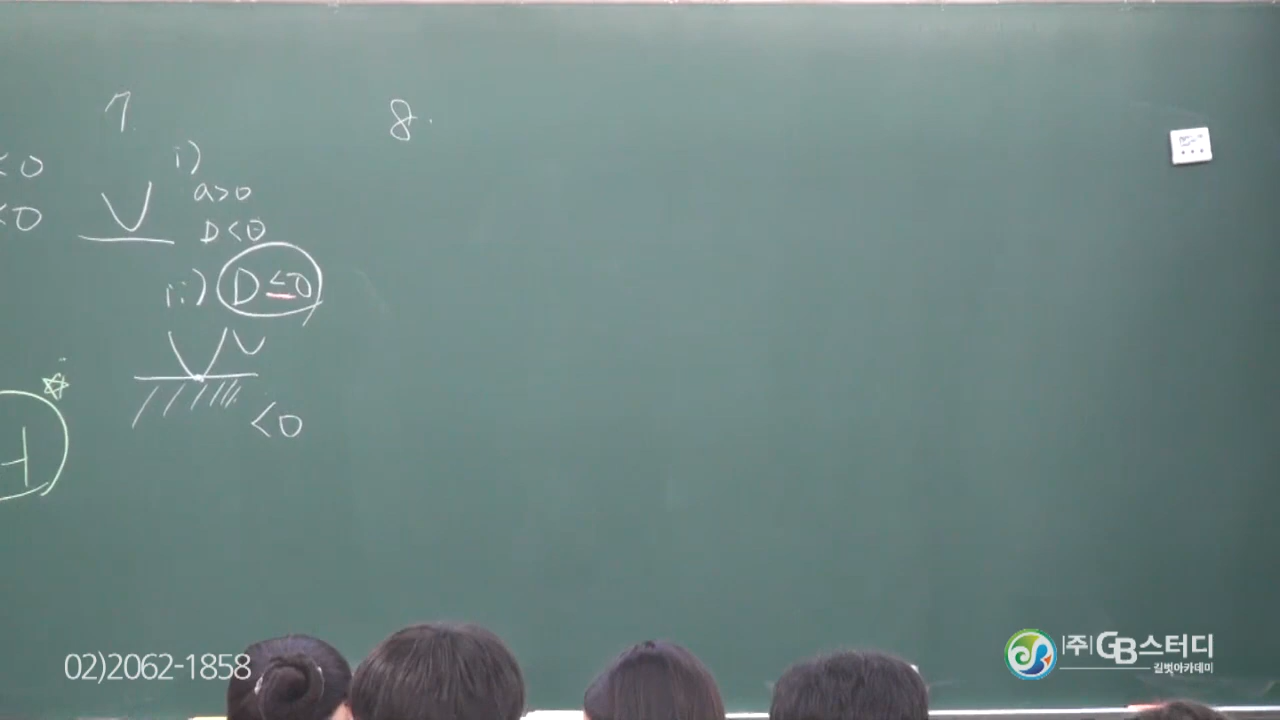 <0
<0
ㅓ
7.
i)
a>0
D<0
ii) D≤0
<0
8.
02)2062-1858
(주)GB스터디
길벗아카데미